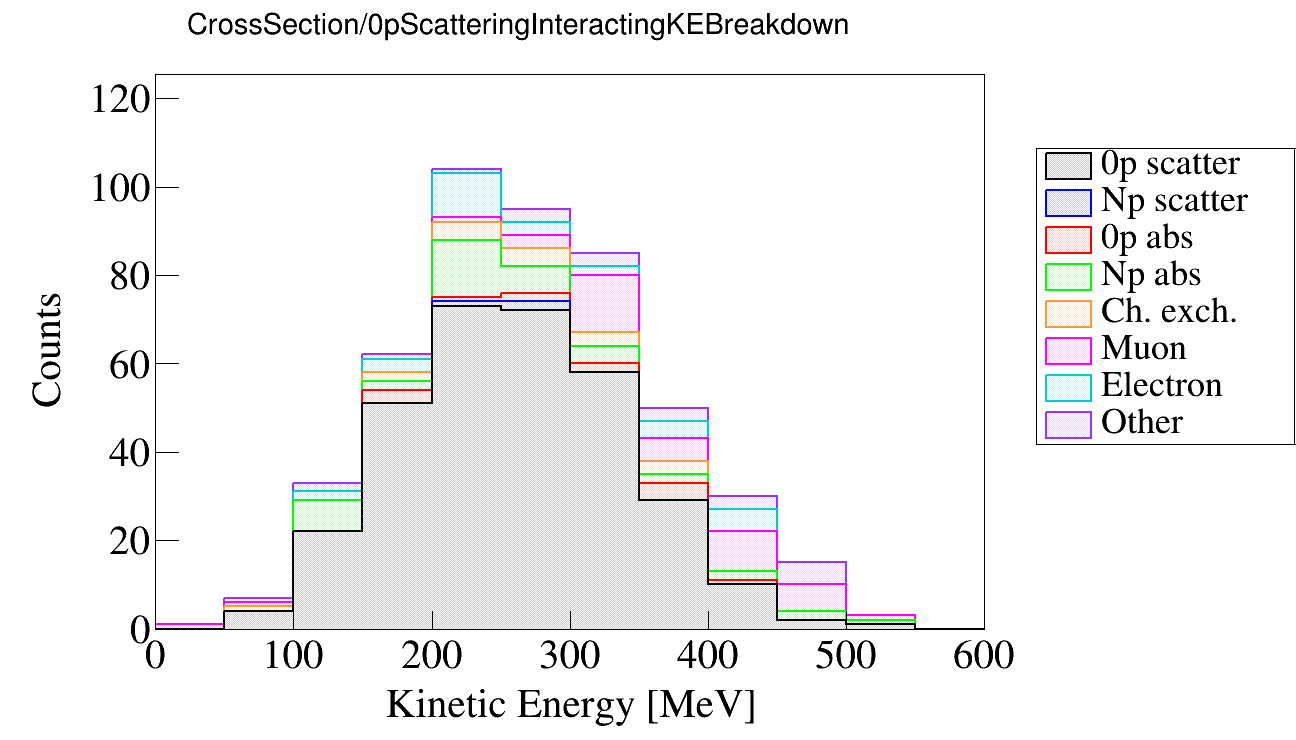 CrossSection/0pScatteringInteractingKEBreakdown
120
100
80
60
40
20
0
Counts
0 100 200 300 400 500 600
Kinetic Energy [MeV]
0p scatter
Np scatter
0p abs
Np abs
Ch. exch.
Muon
Electron
Other